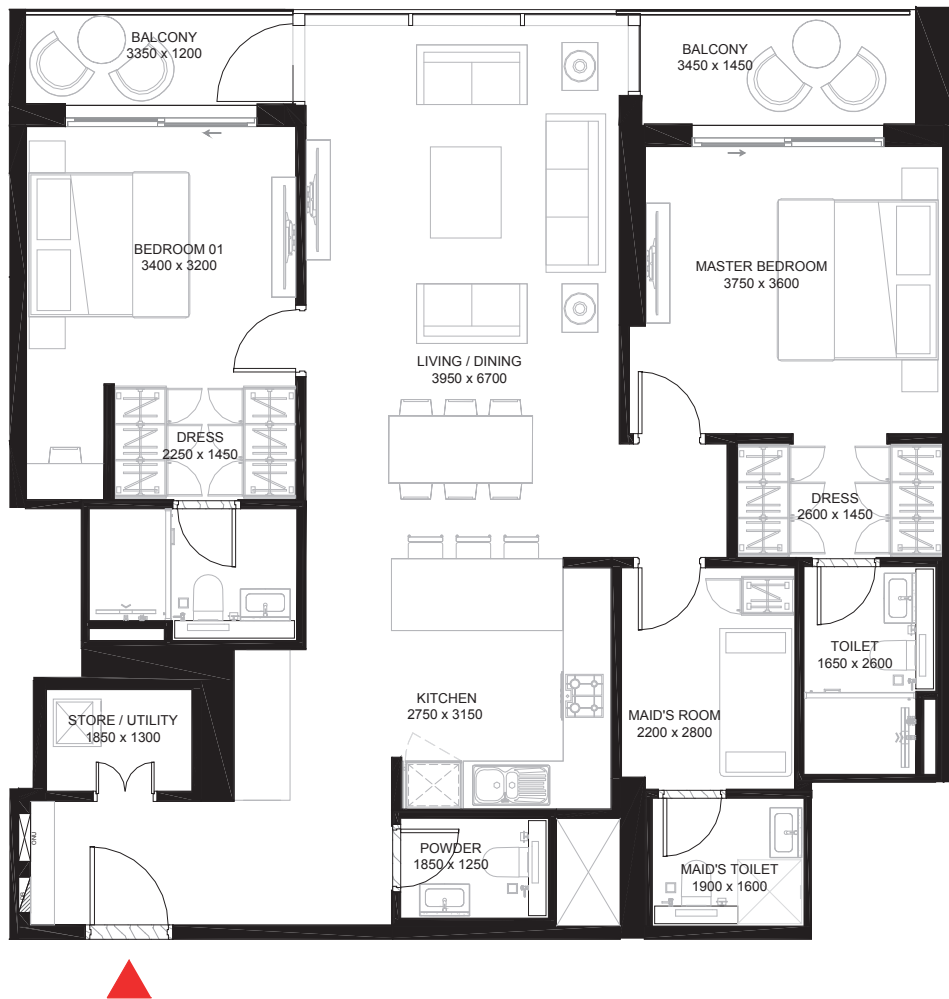 BALCONY
3350 x 1200
BALCONY
3450 x 1450
BEDROOM 01
3400 x 3200
MASTER BEDROOM
3750 x 3600
LIVING / DINING
3950 x 6700
DRESS
2250 x 1450
DRESS
2600 x 1450
TOILET
1650 x 2600
KITCHEN
2750 x 3150
MAID'S ROOM
2200 x 2800
STORE / UTILITY
1850 x 1300
POWDER
1850 x 1250
MAID'S TOILET
1900 x 1600